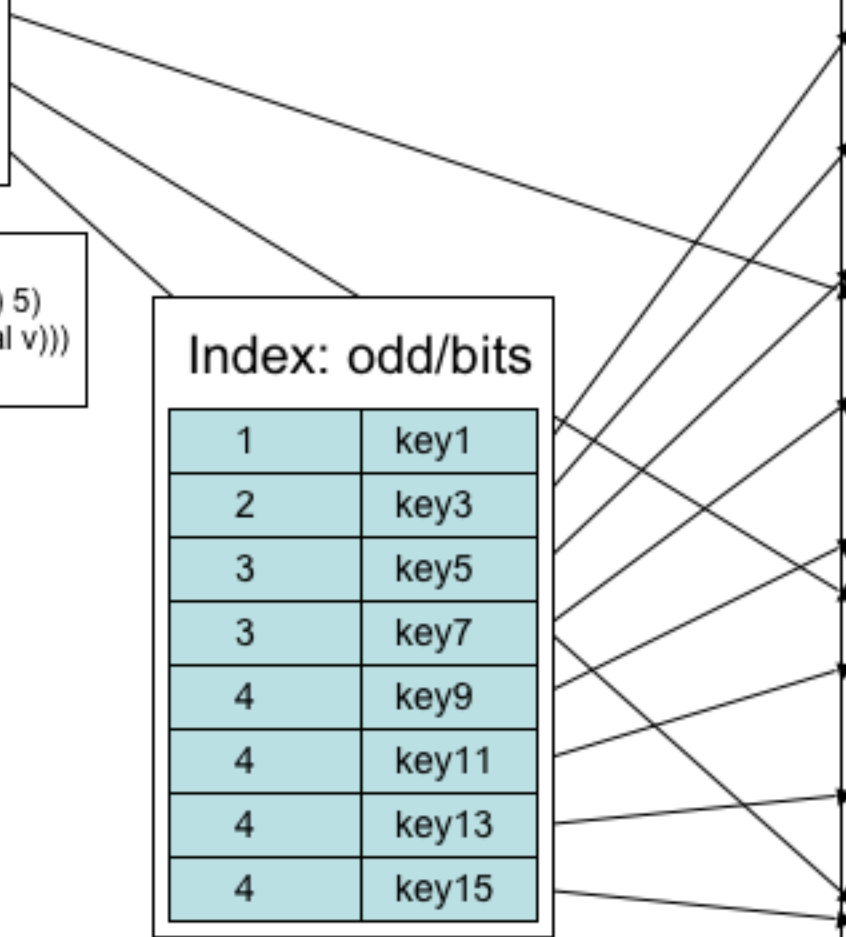 ) 5)
al v)))
Index: odd/bits
1 key1
2 key3
3 key5
3 key7
4 key9
4 key11
4 key13
4 key15